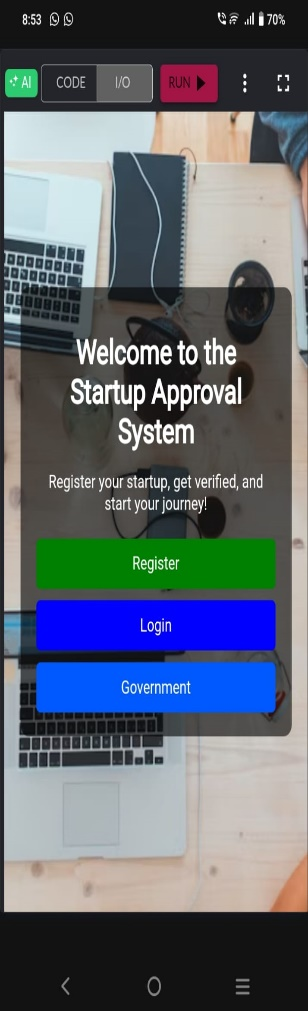 8:53 70%
AI CODE I/O RUN
Welcome to the
Startup Approval
System
Register your startup, get verified, and
start your journey!
Register
Login
Government